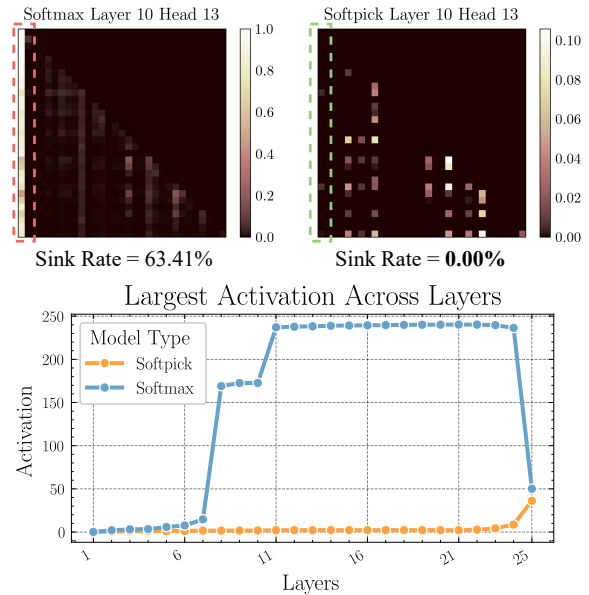 Softmax Layer 10 Head 13
1.0
0.8
0.6
0.4
0.2
0.0
Sink Rate = 63.41%
Softpick Layer 10 Head 13
0.10
0.08
0.06
0.04
0.02
0.00
Sink Rate = 0.00%
Largest Activation Across Layers
Activation
250
200
150
100
50
0
Model Type
Softpick
Softmax
1
6
11
16
21
25
Layers